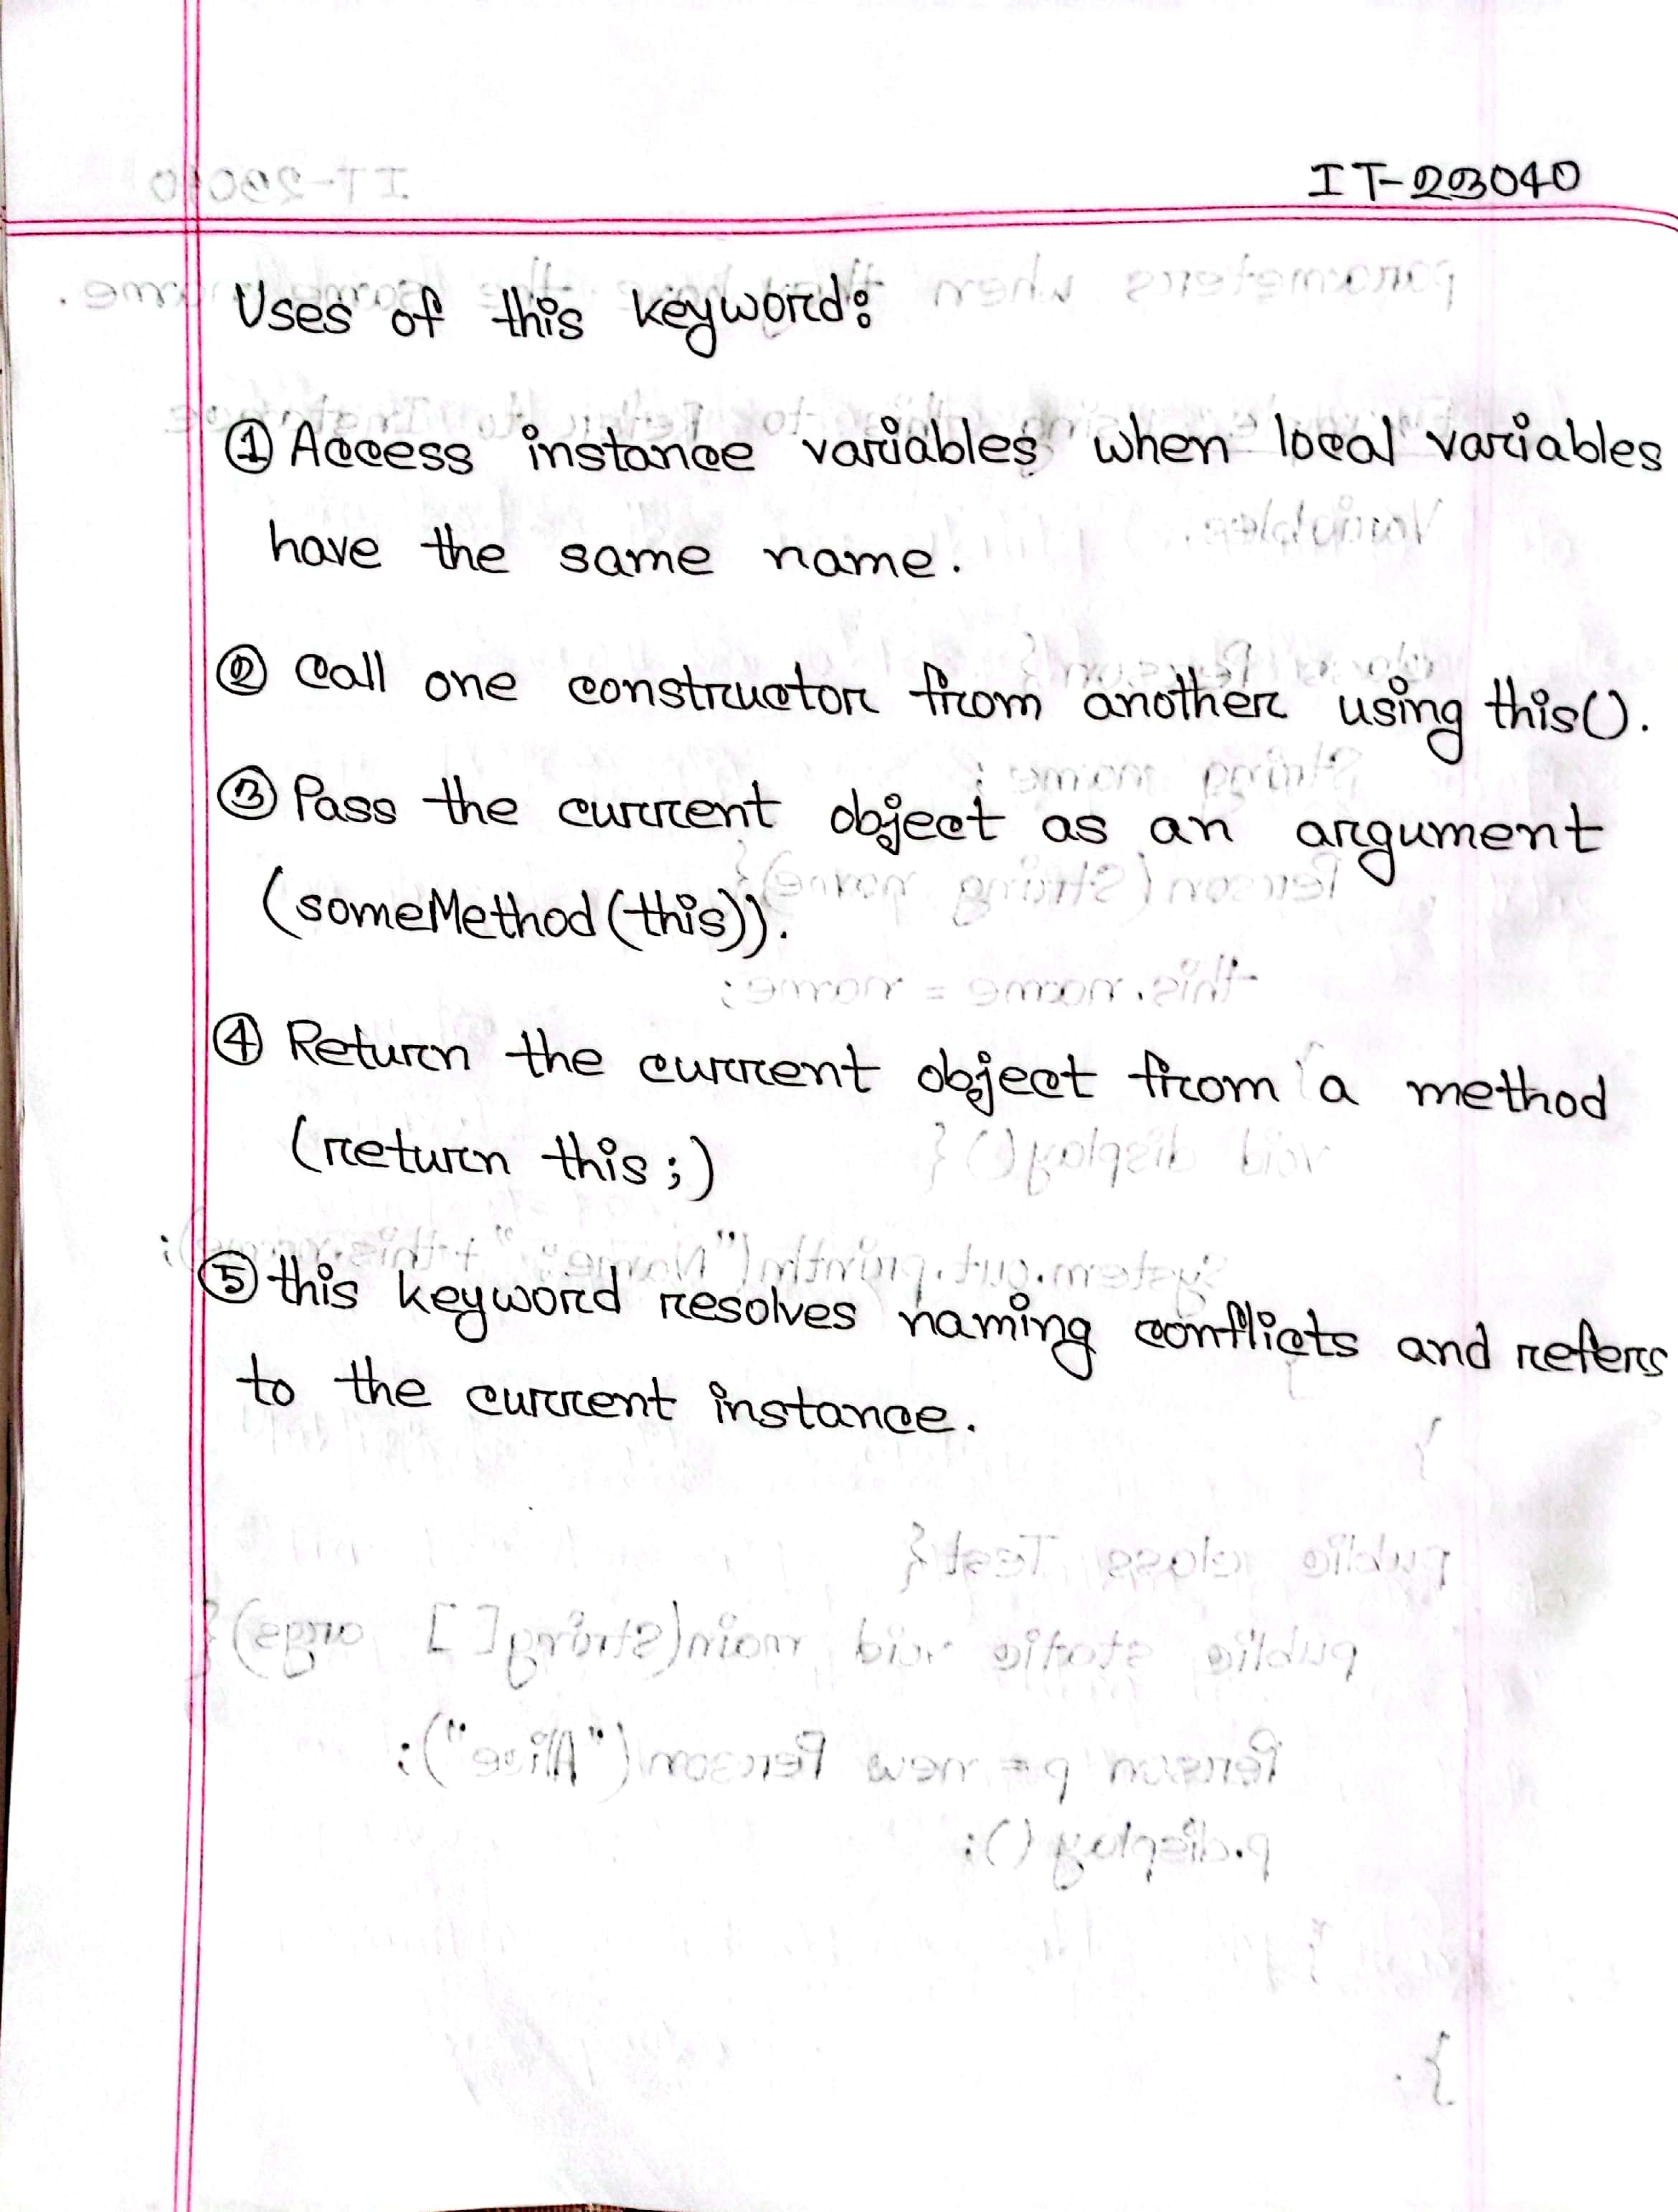 IT-23040
Uses of this keyword:
① Access instance variables when local variables
have the same name.
② Call one constructor from another using this().
③ Pass the current object as an argument
(someMethod(this)).
④ Return the current object from a method
(return this;)
⑤ this keyword resolves naming conflicts and refers
to the current instance.